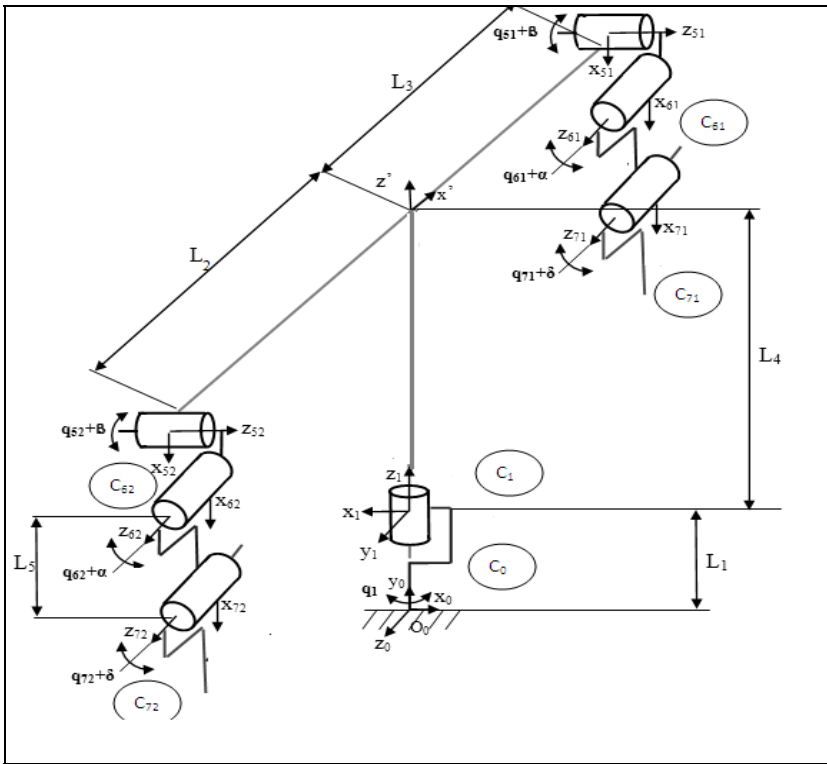 q51+B
z51
x51
L3
x61
z61
C61
q61+α
z'
x'
L2
x71
z71
q71+δ
C71
L4
q52+B
z52
x52
C62
x62
z1
C1
z62
x1
L5
q62+α
y1
C0
L1
x72
y0
q1
x0
z72
O0
z0
q72+δ
C72